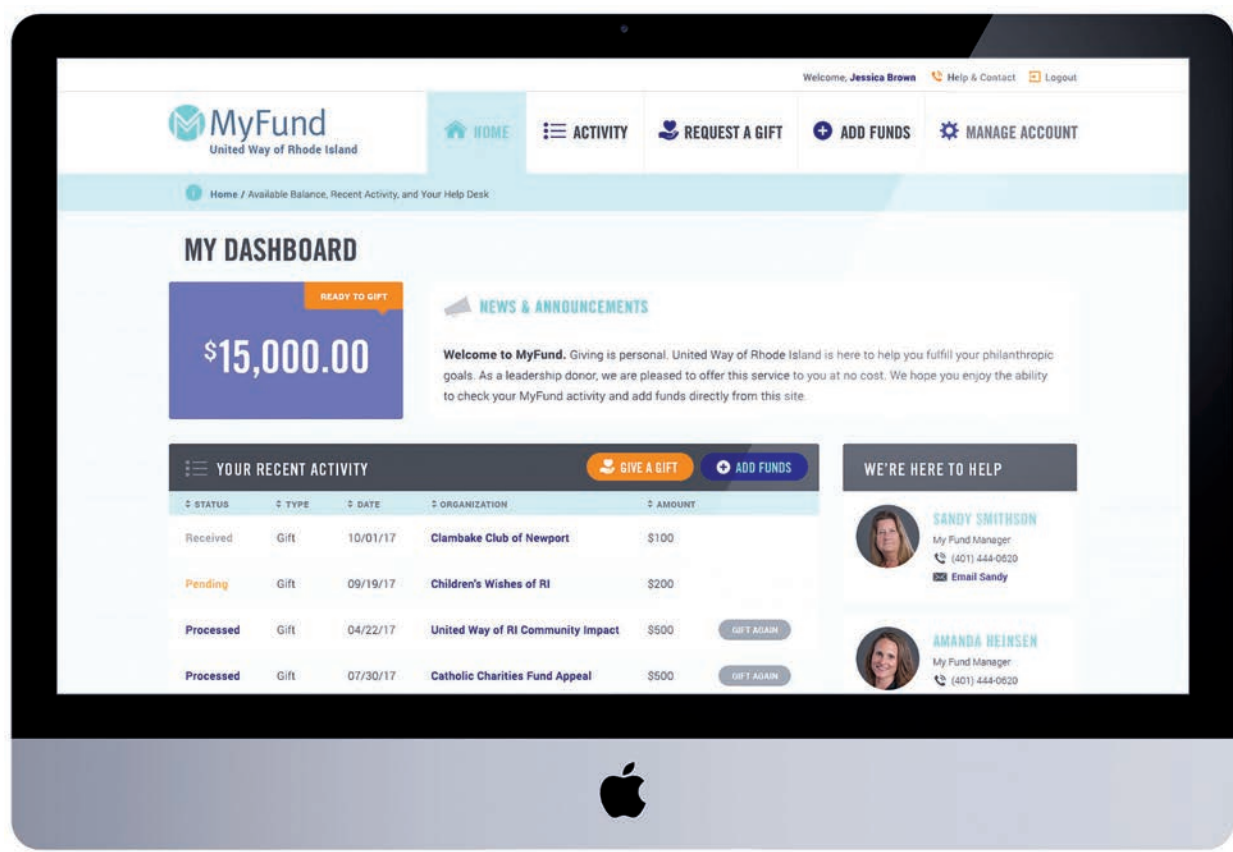 Welcome, Jessica Brown Help & Contact Logout
MyFund
United Way of Rhode Island
HOME ACTIVITY REQUEST A GIFT ADD FUNDS MANAGE ACCOUNT
Home / Available Balance, Recent Activity, and Your Help Desk
MY DASHBOARD
READY TO GIFT
$15,000.00
NEWS & ANNOUNCEMENTS
Welcome to MyFund. Giving is personal. United Way of Rhode Island is here to help you fulfill your philanthropic
goals. As a leadership donor, we are pleased to offer this service to you at no cost. We hope you enjoy the ability
to check your MyFund activity and add funds directly from this site.
YOUR RECENT ACTIVITY GIVE A GIFT ADD FUNDS
STATUS TYPE DATE ORGANIZATION AMOUNT
Received Gift 10/01/17 Clambake Club of Newport $100
Pending Gift 09/19/17 Children's Wishes of RI $200
Processed Gift 04/22/17 United Way of RI Community Impact $500 GIFT AGAIN
Processed Gift 07/30/17 Catholic Charities Fund Appeal $500 GIFT AGAIN
WE'RE HERE TO HELP
SANDY SMITHSON
My Fund Manager
(401) 444-0620
Email Sandy
AMANDA HEINSEN
My Fund Manager
(401) 444-0620